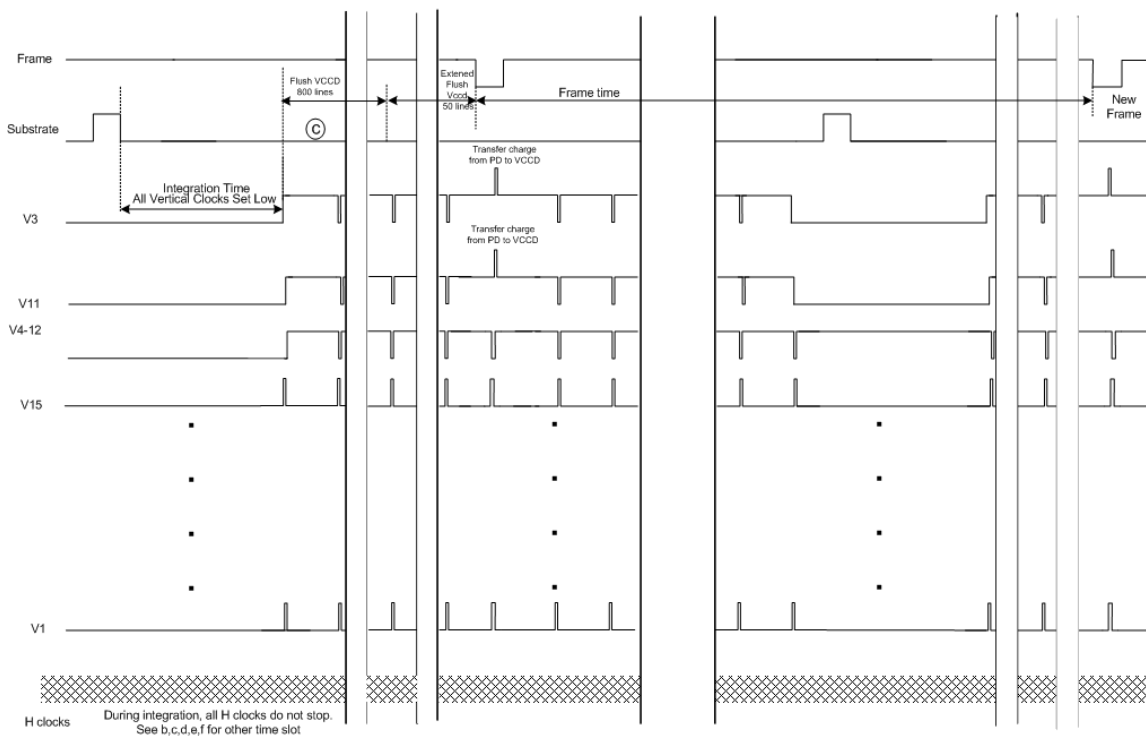 Frame
Flush VCCD
800 lines
Extened
Flush
Vccd
50 lines
Frame time
New
Frame
Substrate
C
Integration Time
All Vertical Clocks Set Low
Transfer charge
from PD to VCCD
V3
Transfer charge
from PD to VCCD
V11
V4-12
V15
V1
H clocks
During integration, all H clocks do not stop.
See b,c,d,e,f for other time slot